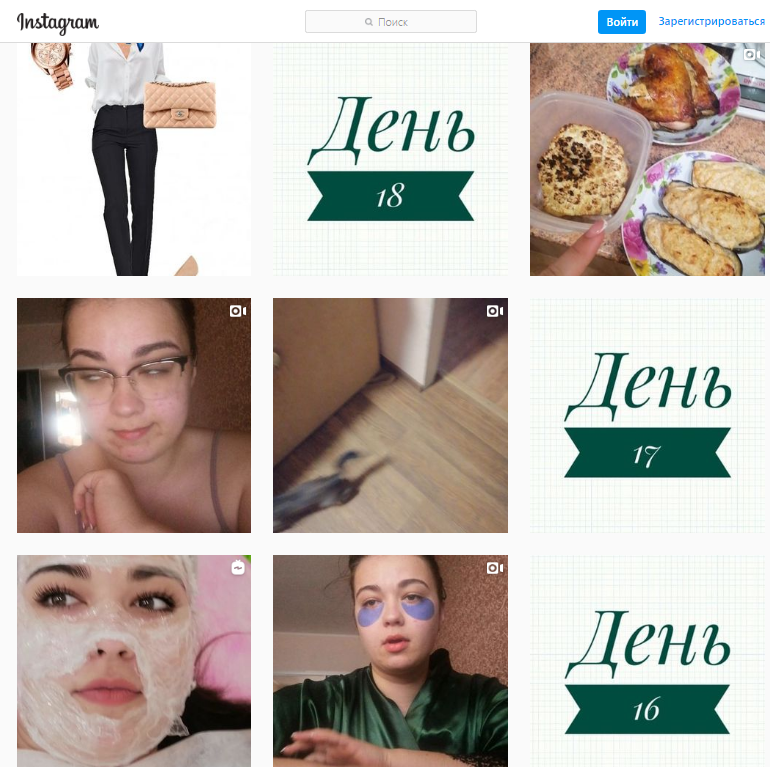 Instagram
Поиск
Войти
Зарегистрироваться
День
18
День
17
День
16